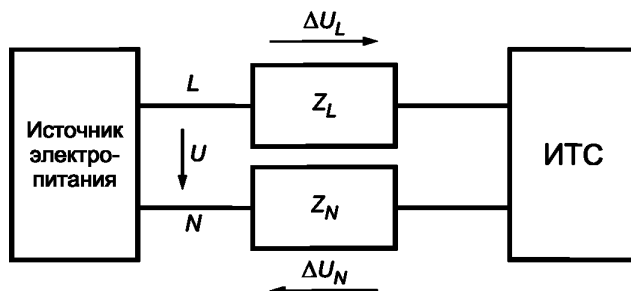 ΔU_L
L
Z_L
Источник
электро-
питания
U
ИТС
N
Z_N
ΔU_N